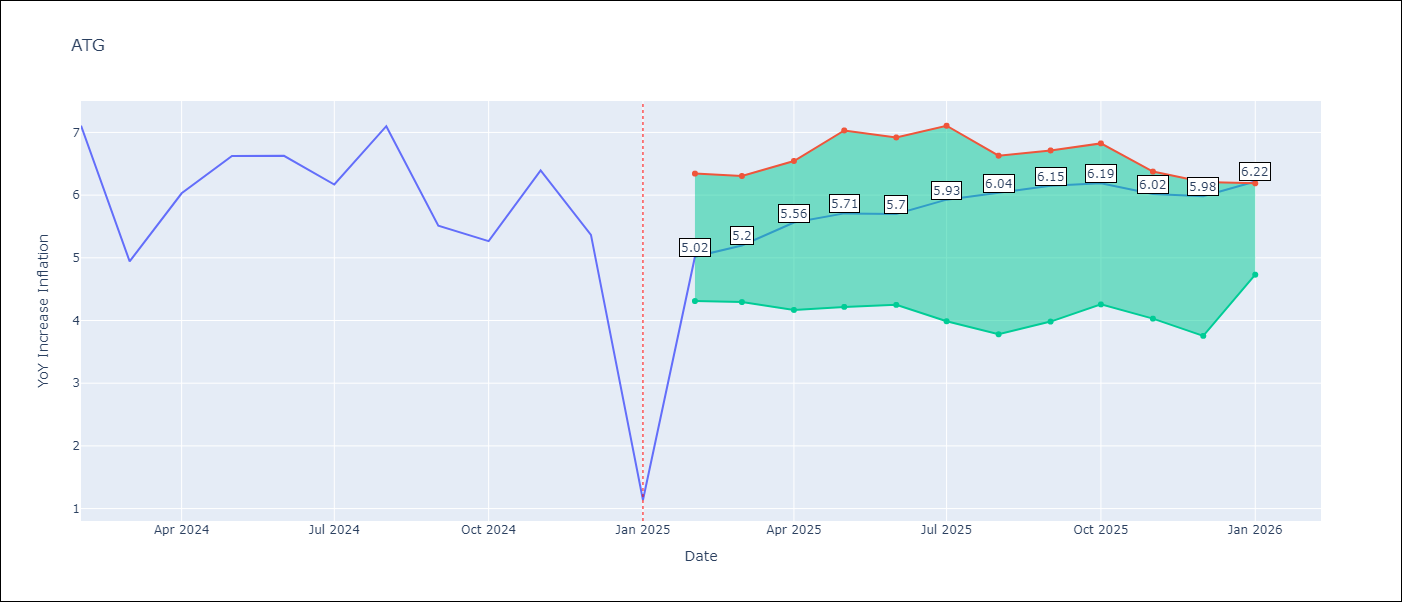 ATG
YoY Increase Inflation
7
6
5
4
3
2
1
5.02
5.2
5.56
5.71
5.7
5.93
6.04
6.15
6.19
6.02
5.98
6.22
Apr 2024
Jul 2024
Oct 2024
Jan 2025
Apr 2025
Jul 2025
Oct 2025
Jan 2026
Date